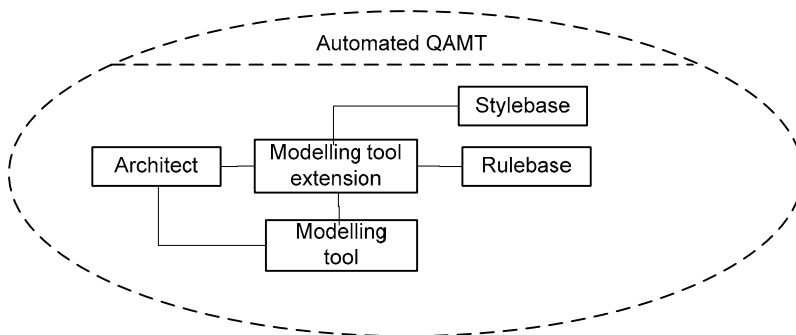 Automated QAMT
Stylebase
Architect
Modelling tool
extension
Rulebase
Modelling
tool